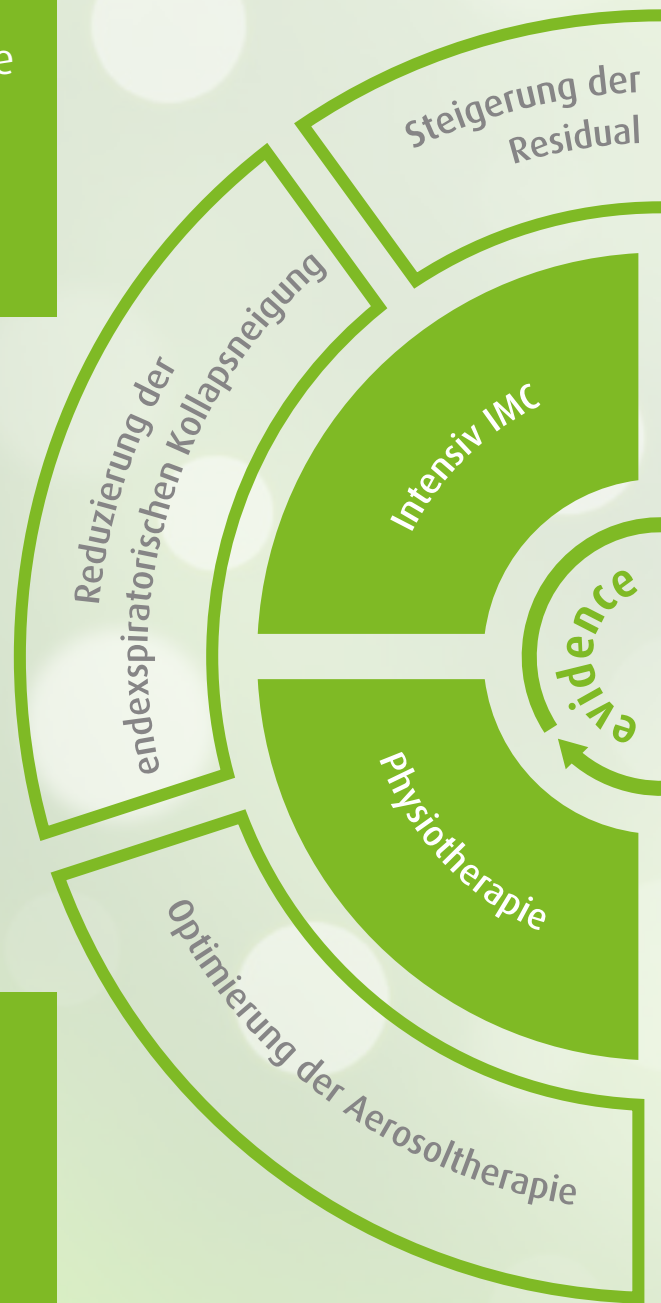 e
Steigerung der
Residual
Reduzierung der
endexspiratorischen Kollapsneigung
Intensiv IMC
evidence
Physiotherapie
Optimierung der Aerosoltherapie